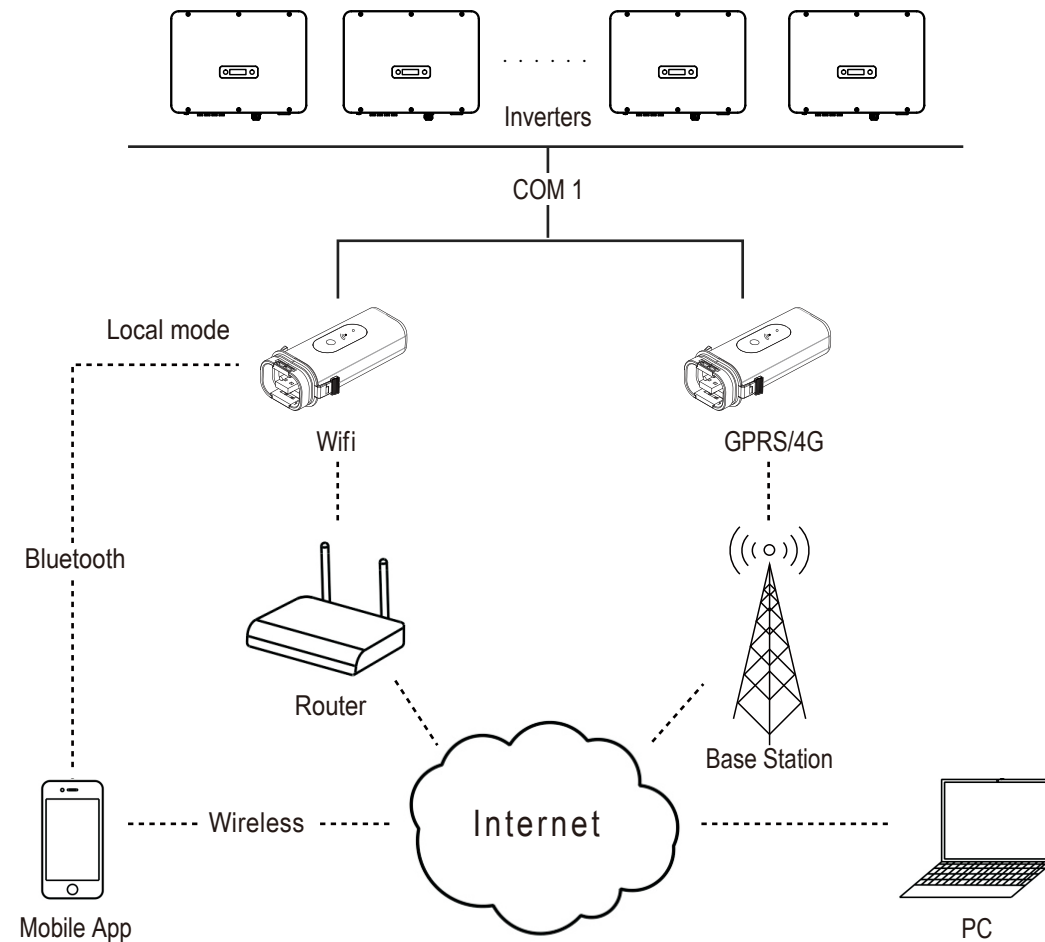 Inverters
COM 1
Local mode
Wifi
GPRS/4G
Bluetooth
Router
Base Station
Wireless
Internet
Mobile App
PC